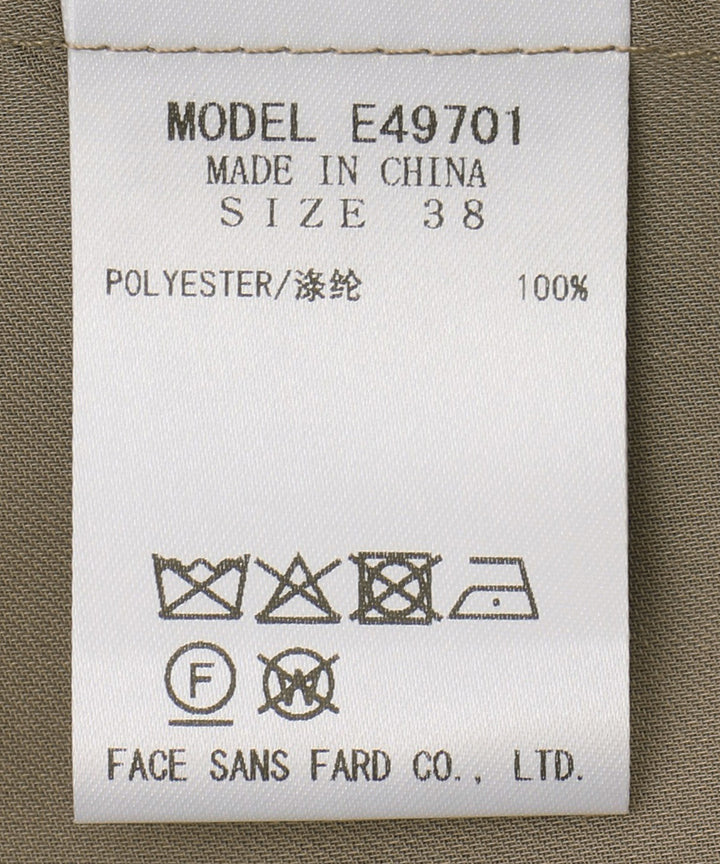 MODEL E49701
MADE IN CHINA
SIZE 38
POLYESTER/涤纶 100%
F W
FACE SANS FARD CO., LTD.